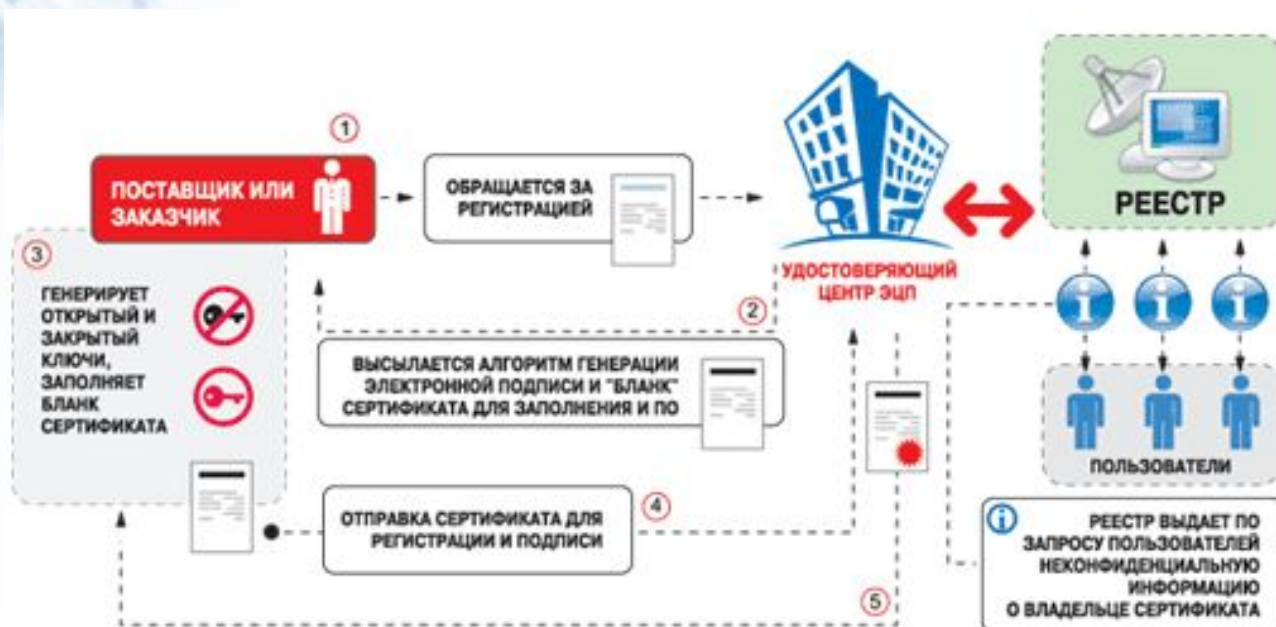 1
ПОСТАВЩИК ИЛИ
ЗАКАЗЧИК
ОБРАЩАЕТСЯ ЗА
РЕГИСТРАЦИЕЙ
УДОСТОВЕРЯЮЩИЙ
ЦЕНТР ЭЦП
РЕЕСТР
2
ВЫСЫЛАЕТСЯ АЛГОРИТМ ГЕНЕРАЦИИ
ЭЛЕКТРОННОЙ ПОДПИСИ И "БЛАНК"
СЕРТИФИКАТА ДЛЯ ЗАПОЛНЕНИЯ И ПО
3
ГЕНЕРИРУЕТ
ОТКРЫТЫЙ И
ЗАКРЫТЫЙ
КЛЮЧИ,
ЗАПОЛНЯЕТ
БЛАНК
СЕРТИФИКАТА
4
ОТПРАВКА СЕРТИФИКАТА ДЛЯ
РЕГИСТРАЦИИ И ПОДПИСИ
5
i
i
i
ПОЛЬЗОВАТЕЛИ
i
РЕЕСТР ВЫДАЕТ ПО
ЗАПРОСУ ПОЛЬЗОВАТЕЛЕЙ
НЕКОНФИДЕНЦИАЛЬНУЮ
ИНФОРМАЦИЮ
О ВЛАДЕЛЬЦЕ СЕРТИФИКАТА